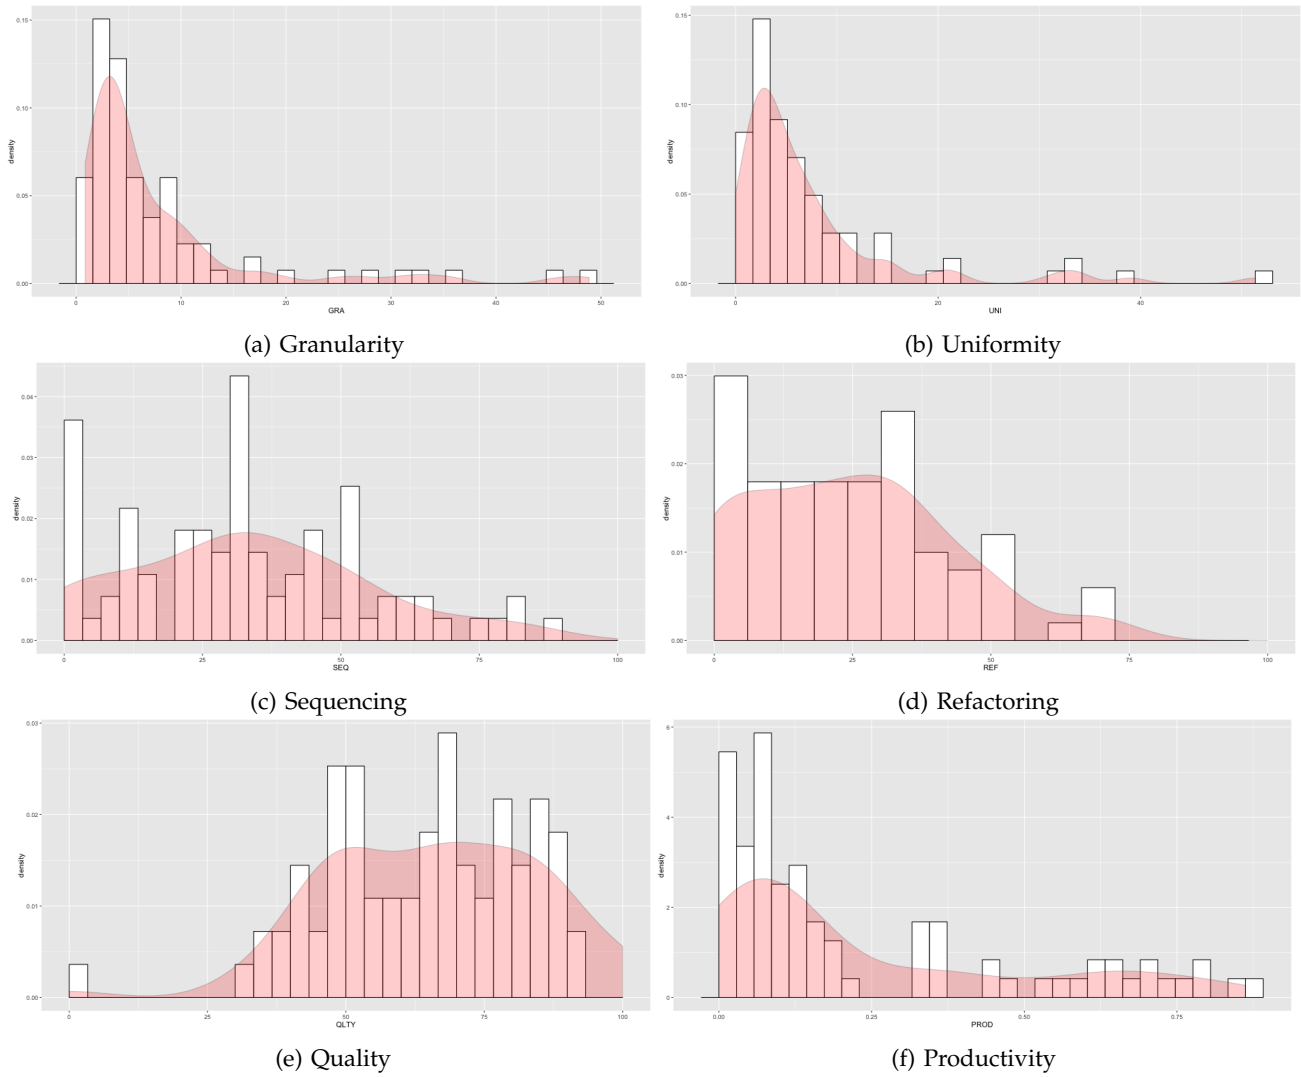 0.15
0.10
0.05
0.00
density
0 10 20 30 40 50
GRA
(a) Granularity
0.15
0.10
0.05
0.00
density
0 20 40
UNI
(b) Uniformity
0.04
0.03
0.02
0.01
0.00
density
0 25 50 75 100
SEQ
(c) Sequencing
0.03
0.02
0.01
0.00
density
0 25 50 75 100
REF
(d) Refactoring
0.03
0.02
0.01
0.00
density
0 25 50 75 100
QLTY
(e) Quality
6
4
2
0
density
0.00 0.25 0.50 0.75
PROD
(f) Productivity